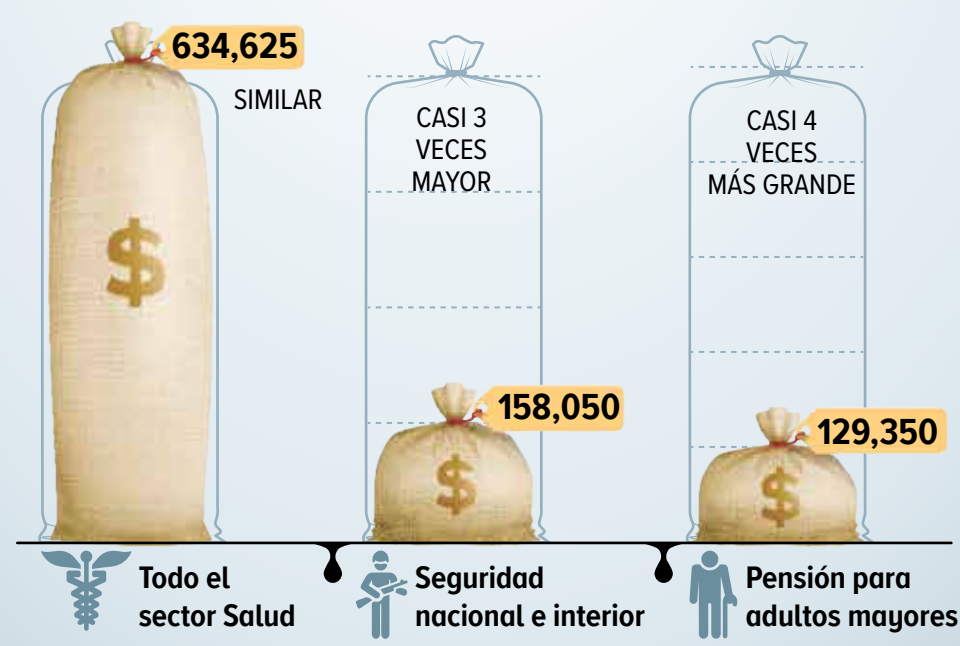 634,625
SIMILAR
$
Todo el
sector Salud
CASI 3
VECES
MAYOR
158,050
$
Seguridad
nacional e interior
CASI 4
VECES
MÁS GRANDE
129,350
$
Pensión para
adultos mayores